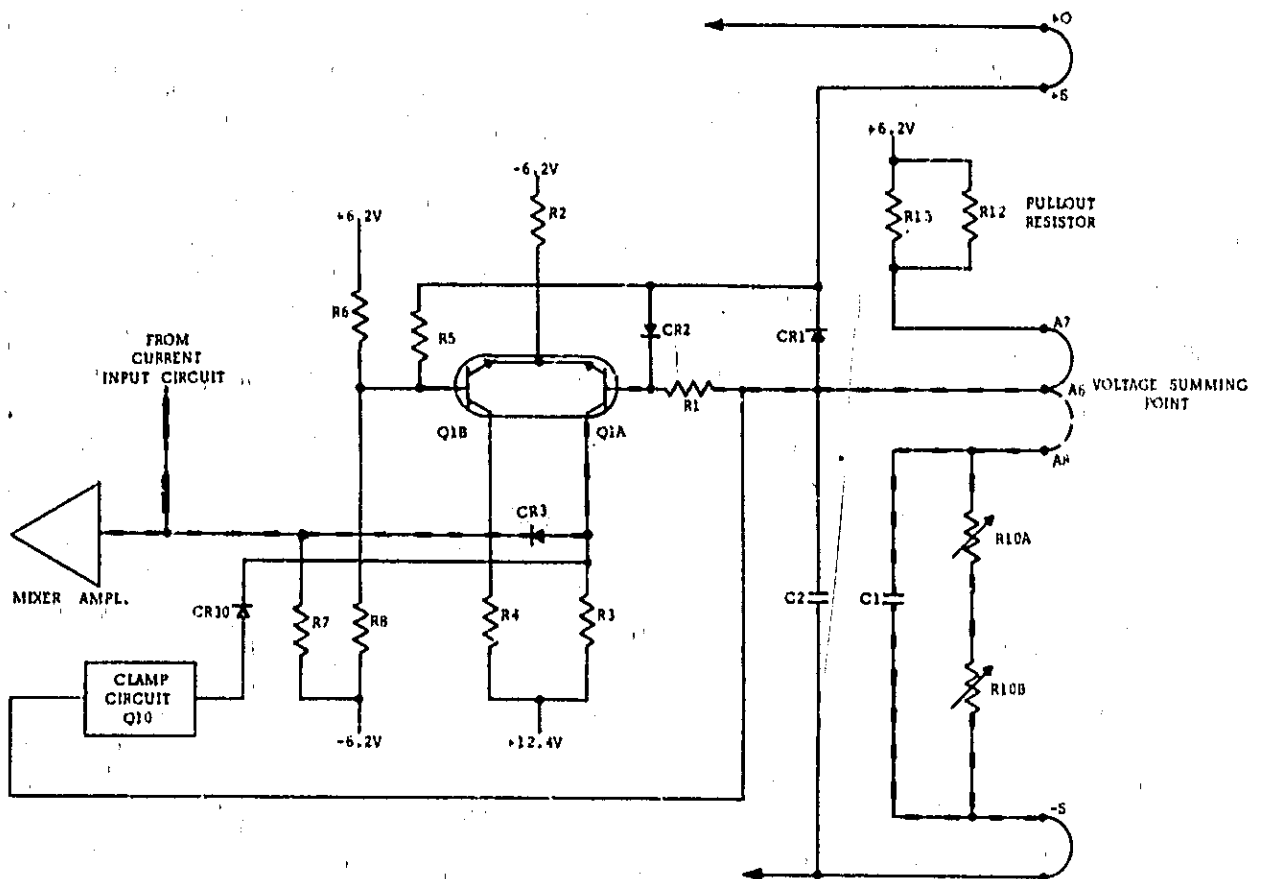 +O
+S
+6.2V
-6.2V
R13
R12
PULLOUT
RESISTOR
R2
+6.2V
R6
R5
CR2
CR1
A7
FROM
CURRENT
INPUT CIRCUIT
R1
A6
VOLTAGE SUMMING
POINT
Q1B
Q1A
A8
CR3
R10A
MIXER AMPL.
CR30
R7
R8
R4
R3
C2
C1
CLAMP
CIRCUIT
Q10
R10B
-6.2V
+12.4V
-S